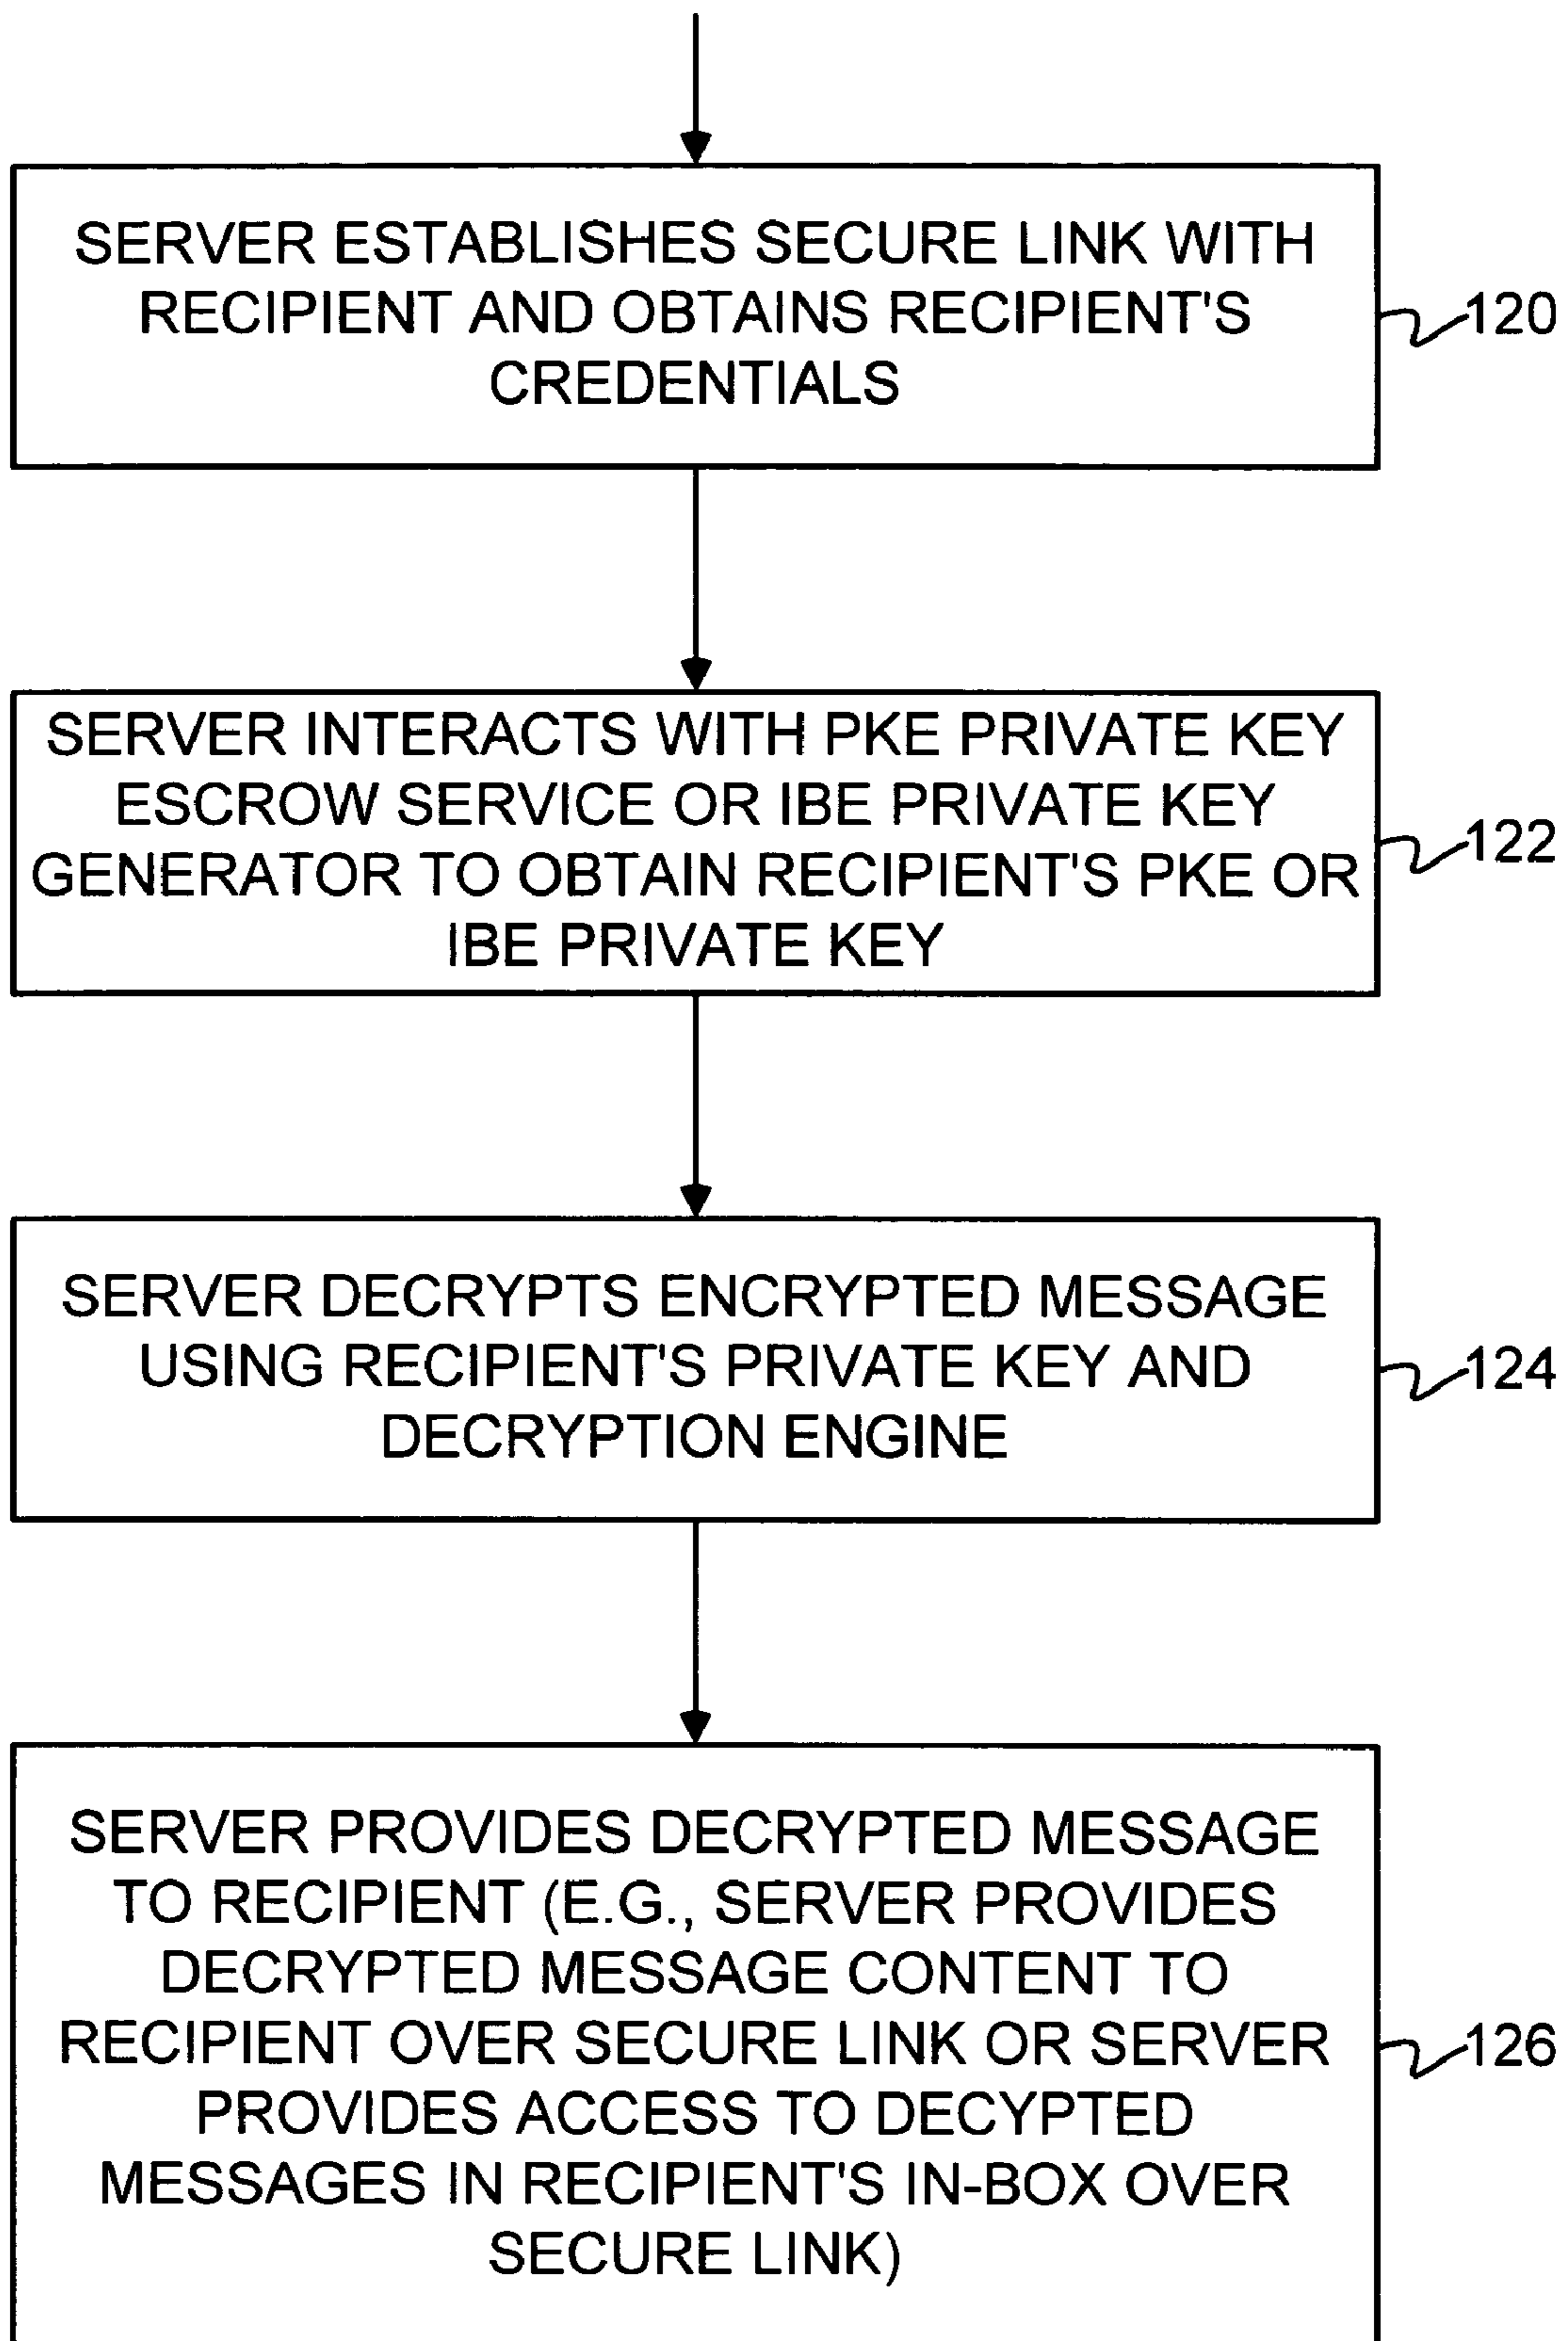 SERVER ESTABLISHES SECURE LINK WITH
RECIPIENT AND OBTAINS RECIPIENT'S
CREDENTIALS
120
SERVER INTERACTS WITH PKE PRIVATE KEY
ESCROW SERVICE OR IBE PRIVATE KEY
GENERATOR TO OBTAIN RECIPIENT'S PKE OR
IBE PRIVATE KEY
122
SERVER DECRYPTS ENCRYPTED MESSAGE
USING RECIPIENT'S PRIVATE KEY AND
DECRYPTION ENGINE
124
SERVER PROVIDES DECRYPTED MESSAGE
TO RECIPIENT (E.G., SERVER PROVIDES
DECRYPTED MESSAGE CONTENT TO
RECIPIENT OVER SECURE LINK OR SERVER
PROVIDES ACCESS TO DECYPTED
MESSAGES IN RECIPIENT'S IN-BOX OVER
SECURE LINK)
126